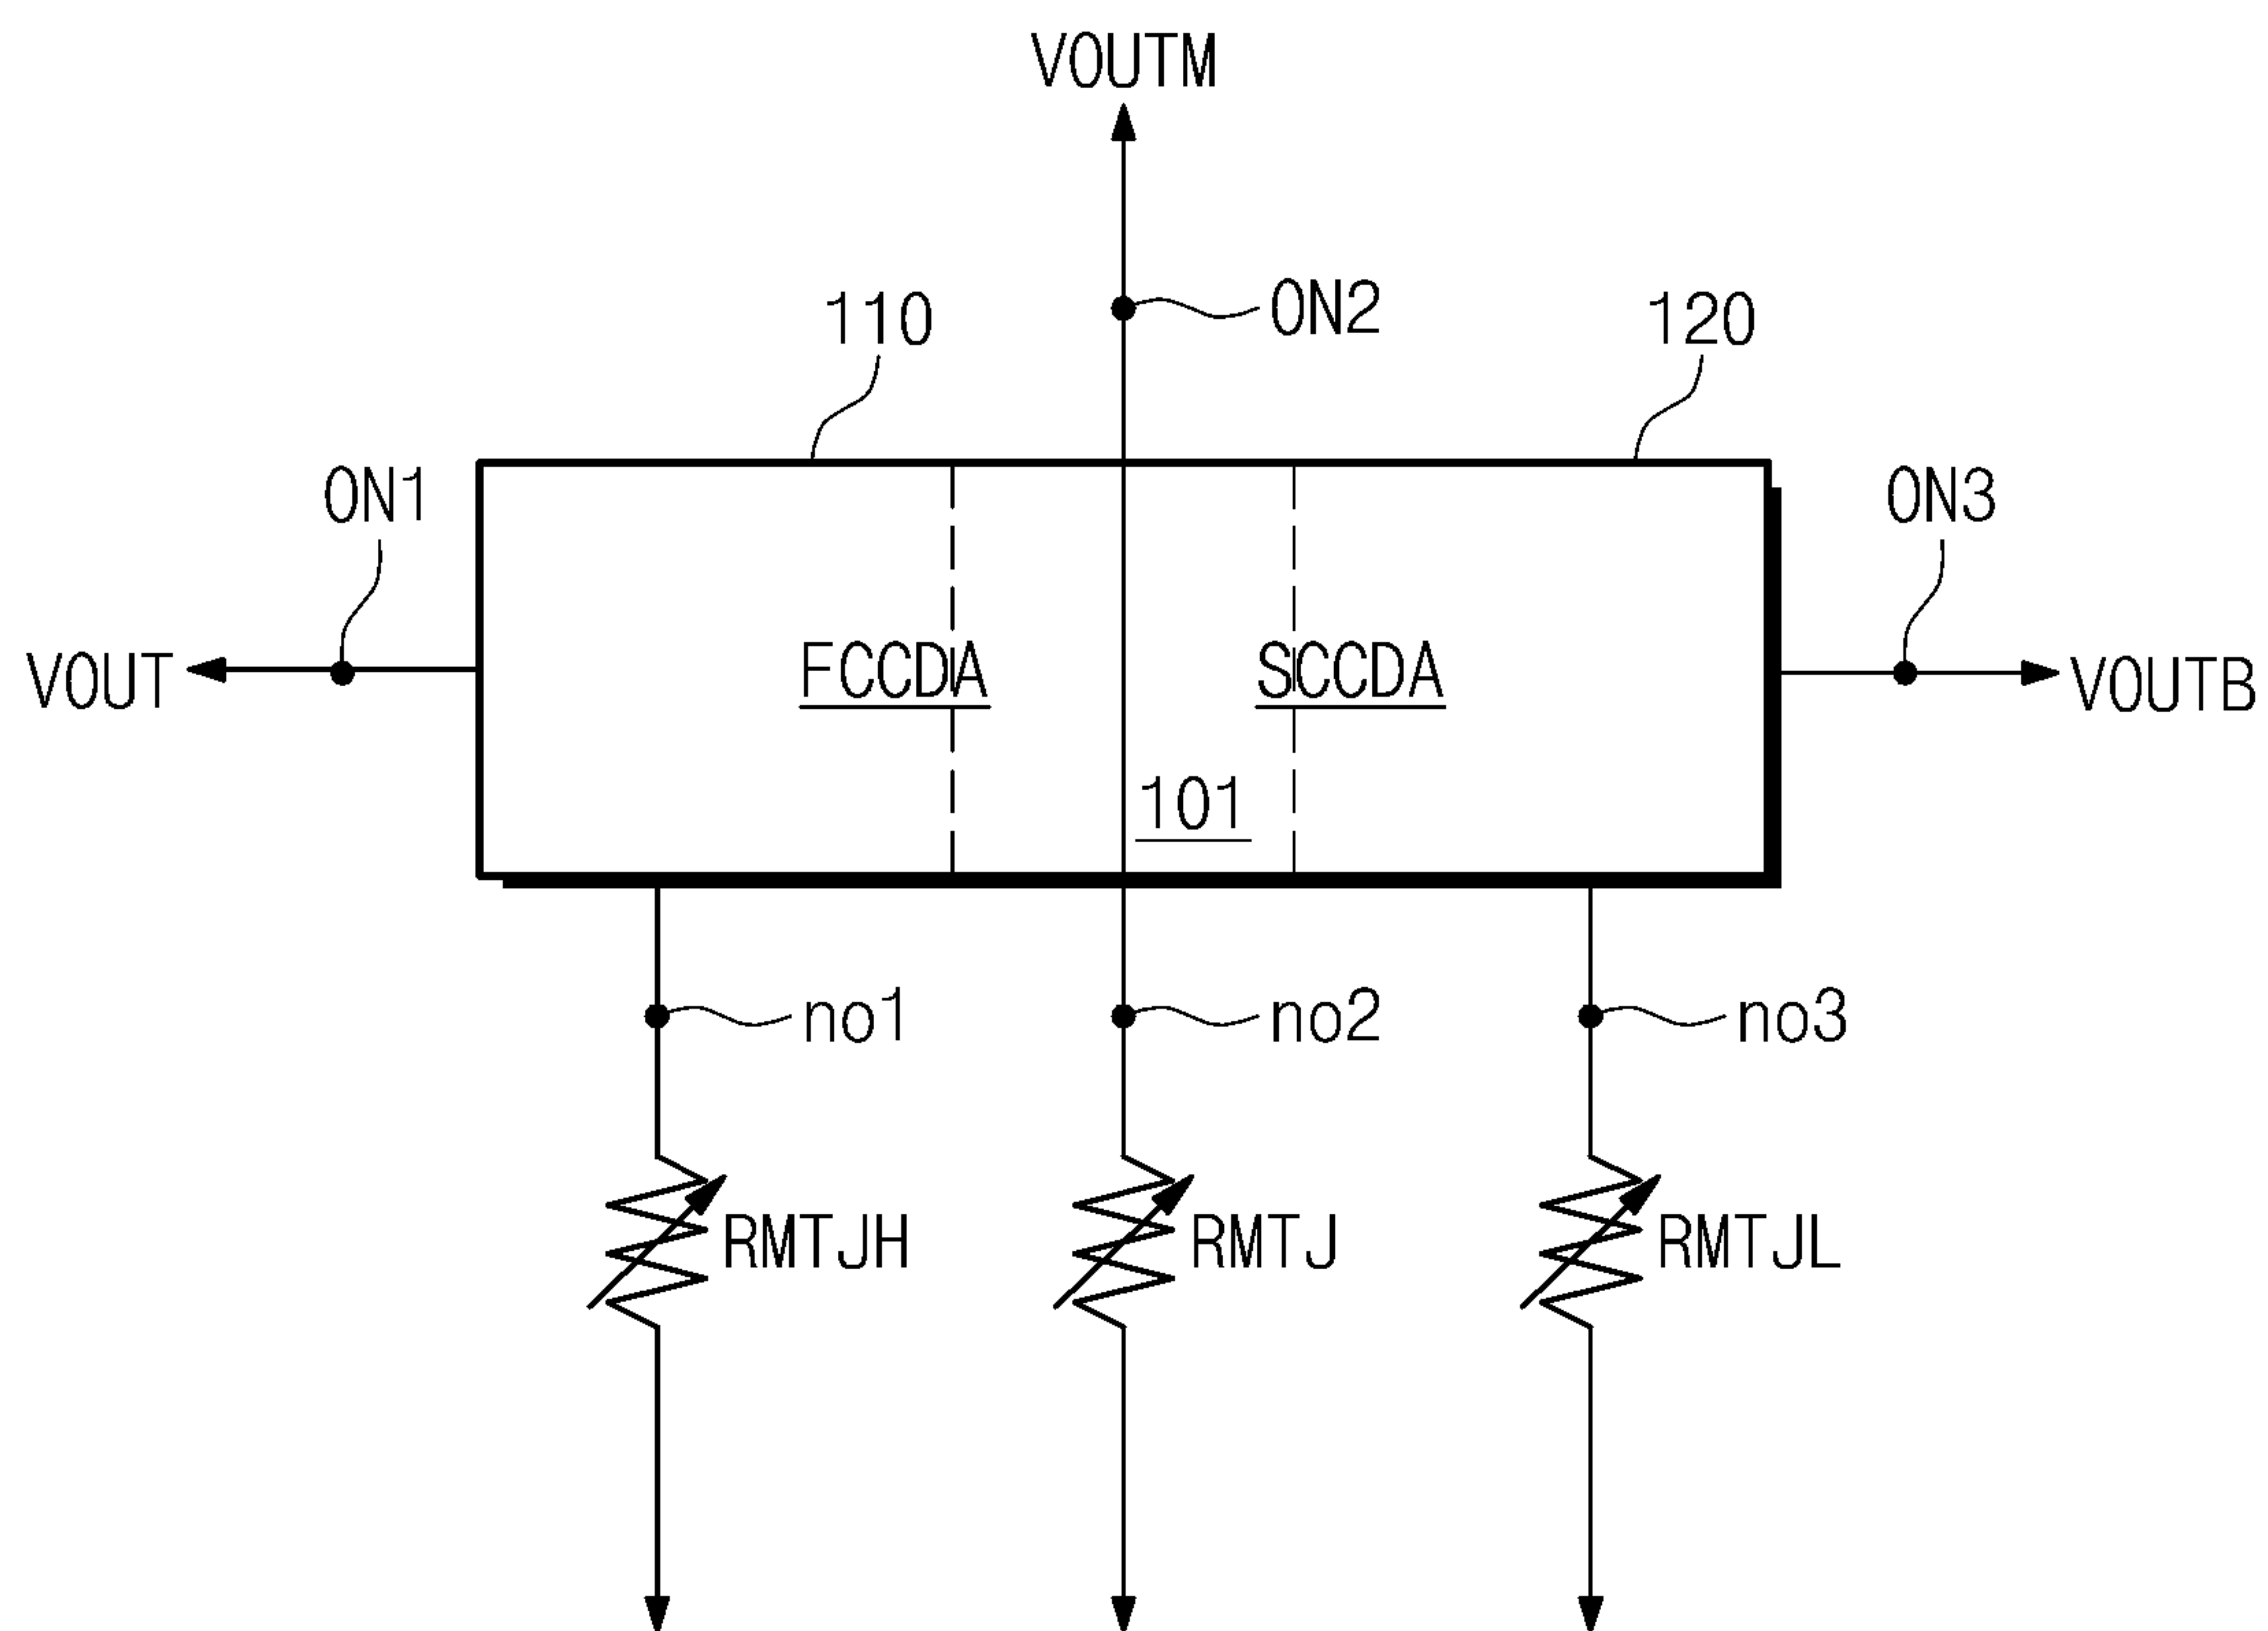 VOUTM
ON2
110
120
ON1
ON3
VOUT
FCCDA
SCCDA
VOUTB
101
no1
no2
no3
RMTJH
RMTJ
RMTJL